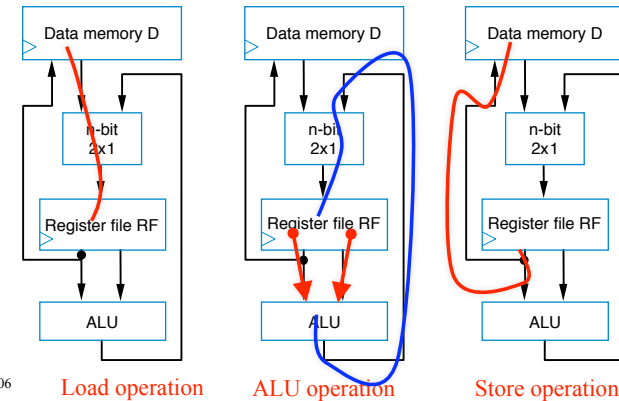 Data memory D
n-bit
2x1
Register file RF
ALU
Load operation
Data memory D
n-bit
2x1
Register file RF
ALU
ALU operation
Data memory D
n-bit
2x1
Register file RF
ALU
Store operation
06